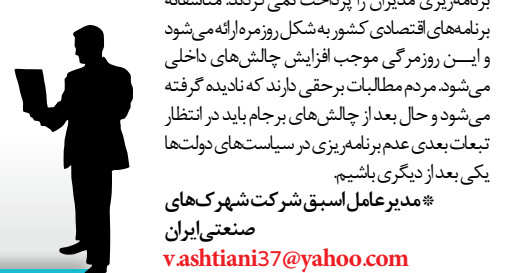 برنامه‌ریزی مدیران را پرداخت نمی کردند. متاسفانه
برنامه‌های اقتصادی کشور به شکل روزمره ارائه می‌شود
و ایــن روزمرگی موجب افزایش چالش‌های داخلی
می‌شود. مردم مطالبات برحقی دارند که نادیده گرفته
می‌شود و حال بعد از چالش‌های برجام باید در انتظار
تبعات بعدی عدم برنامه‌ریزی در سیاست‌های دولت‌ها
یکی بعد از دیگری باشیم.
*مدیرعامل اسبق شرکت شهرک‌های
صنعتی ایران
v.ashtiani37@yahoo.com